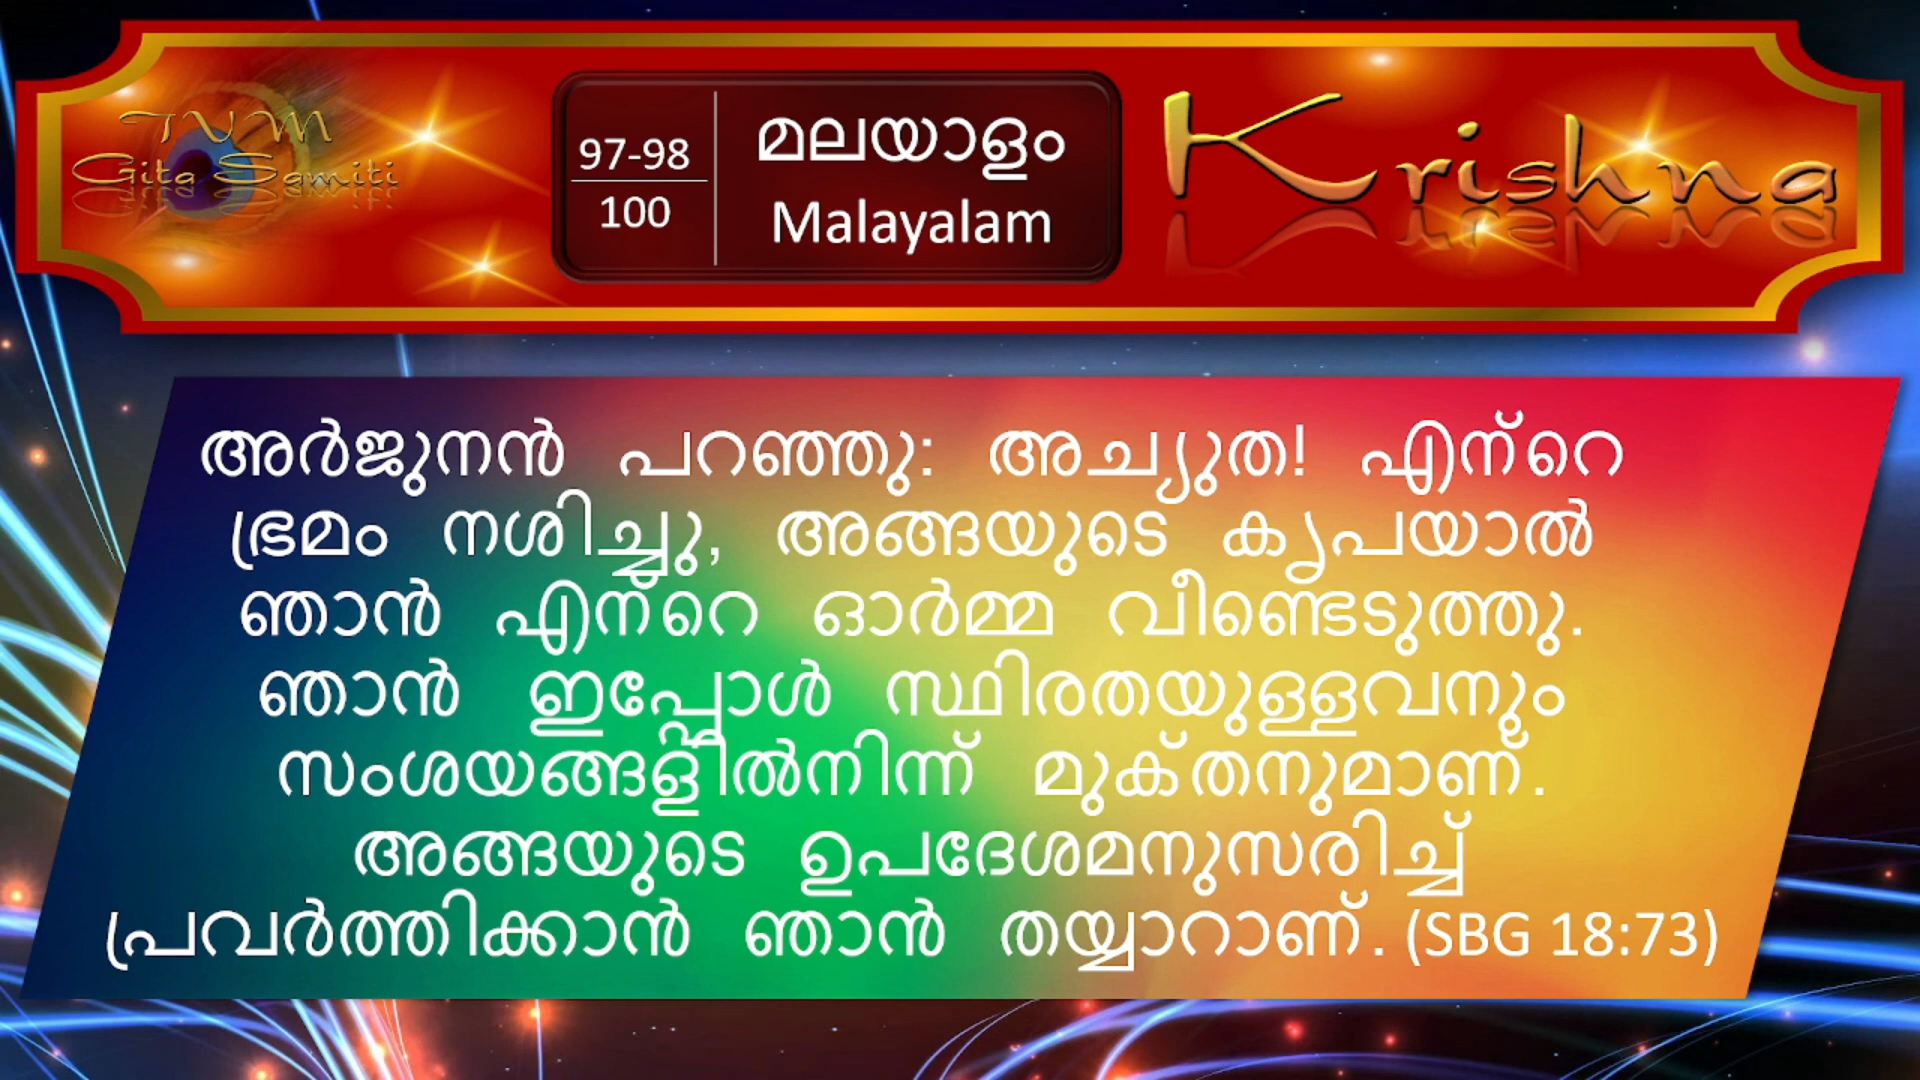 TVM
Gita Samiti
97-98
100
മലയാളം
Malayalam
Krishna
അർജുനൻ പറഞ്ഞു: അച്യുത! എന്റെ
ഭ്രമം നശിച്ചു, അങ്ങയുടെ കൃപയാൽ
ഞാൻ എന്റെ ഓർമ്മ വീണ്ടെടുത്തു.
ഞാൻ ഇപ്പോൾ സ്ഥിരതയുള്ളവനും
സംശയങ്ങളിൽനിന്ന് മുക്തനുമാണ്.
അങ്ങയുടെ ഉപദേശമനുസരിച്ച്
പ്രവർത്തിക്കാൻ ഞാൻ തയ്യാറാണ്. (SBG 18:73)